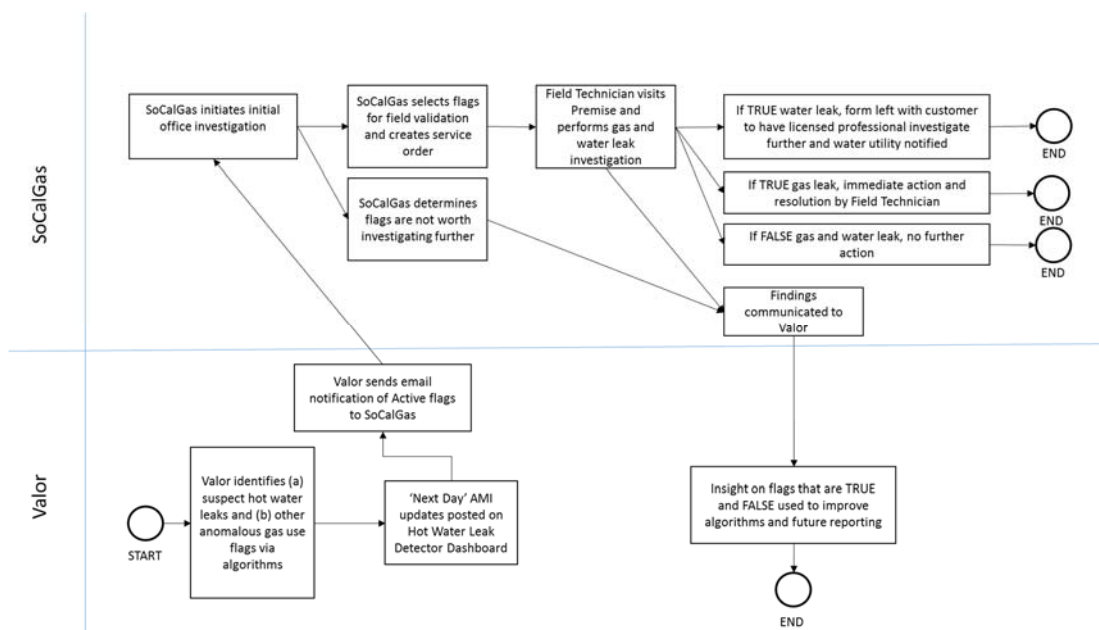 SoCalGas
SoCalGas initiates initial
office investigation
SoCalGas selects flags
for field validation
and creates service
order
SoCalGas determines
flags are not worth
investigating further
Field Technician visits
Premise and
performs gas and
water leak
investigation
If TRUE water leak, form left with customer
to have licensed professional investigate
further and water utility notified
END
If TRUE gas leak, immediate action and
resolution by Field Technician
END
If FALSE gas and water leak, no further
action
END
Findings
communicated to
Valor
Valor
Valor sends email
notification of Active flags
to SoCalGas
START
Valor identifies (a)
suspect hot water
leaks and (b) other
anomalous gas use
flags via
algorithms
‘Next Day’ AMI
updates posted on
Hot Water Leak
Detector Dashboard
Insight on flags that are TRUE
and FALSE used to improve
algorithms and future reporting
END